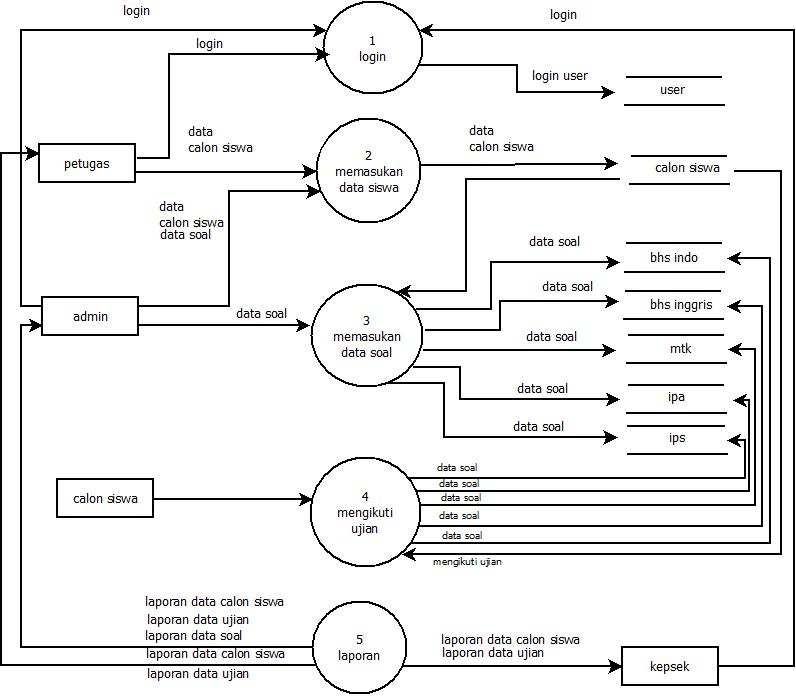 login
login
login
1
login
login user
user
data
calon siswa
petugas
2
memasukan
data siswa
data
calon siswa
calon siswa
data
calon siswa
data soal
data soal
bhs indo
data soal
bhs inggris
admin
data soal
3
memasukan
data soal
data soal
mtk
data soal
ipa
data soal
ips
calon siswa
4
mengikuti
ujian
data soal
data soal
data soal
data soal
data soal
mengikuti ujian
laporan data calon siswa
laporan data ujian
laporan data soal
laporan data calon siswa
laporan data ujian
5
laporan
laporan data calon siswa
laporan data ujian
kepsek